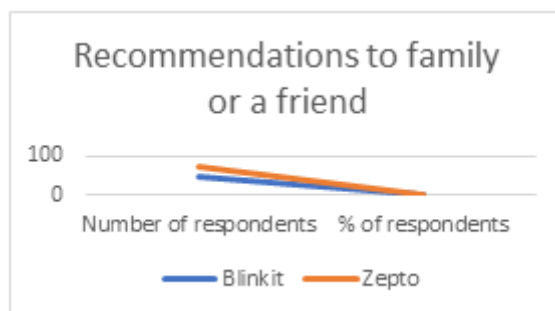 Recommendations to family
or a friend
100
0
Number of respondents % of respondents
Blinkit Zepto